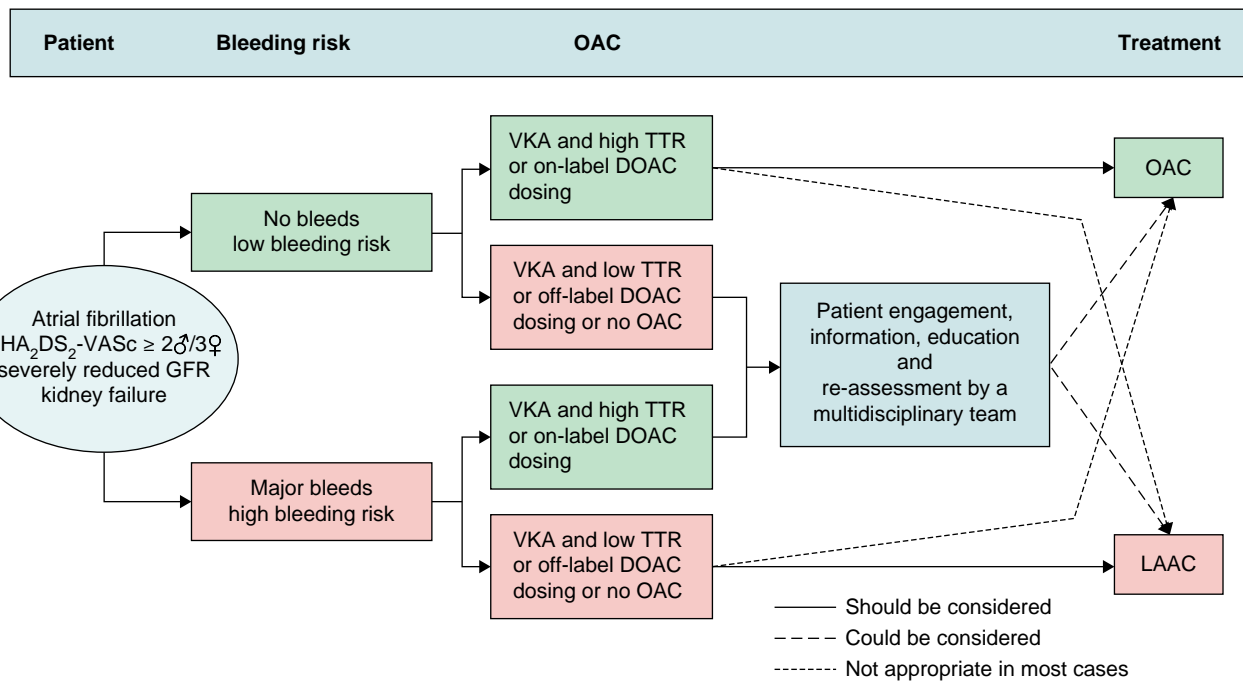 Patient Bleeding risk OAC Treatment
Atrial fibrillation
HA₂DS₂-VASc ≥ 2♂/3♀
severely reduced GFR
kidney failure
No bleeds
low bleeding risk
Major bleeds
high bleeding risk
VKA and high TTR
or on-label DOAC
dosing
VKA and low TTR
or off-label DOAC
dosing or no OAC
VKA and high TTR
or on-label DOAC
dosing
VKA and low TTR
or off-label DOAC
dosing or no OAC
Patient engagement,
information, education
and
re-assessment by a
multidisciplinary team
OAC
LAAC
Should be considered
Could be considered
Not appropriate in most cases